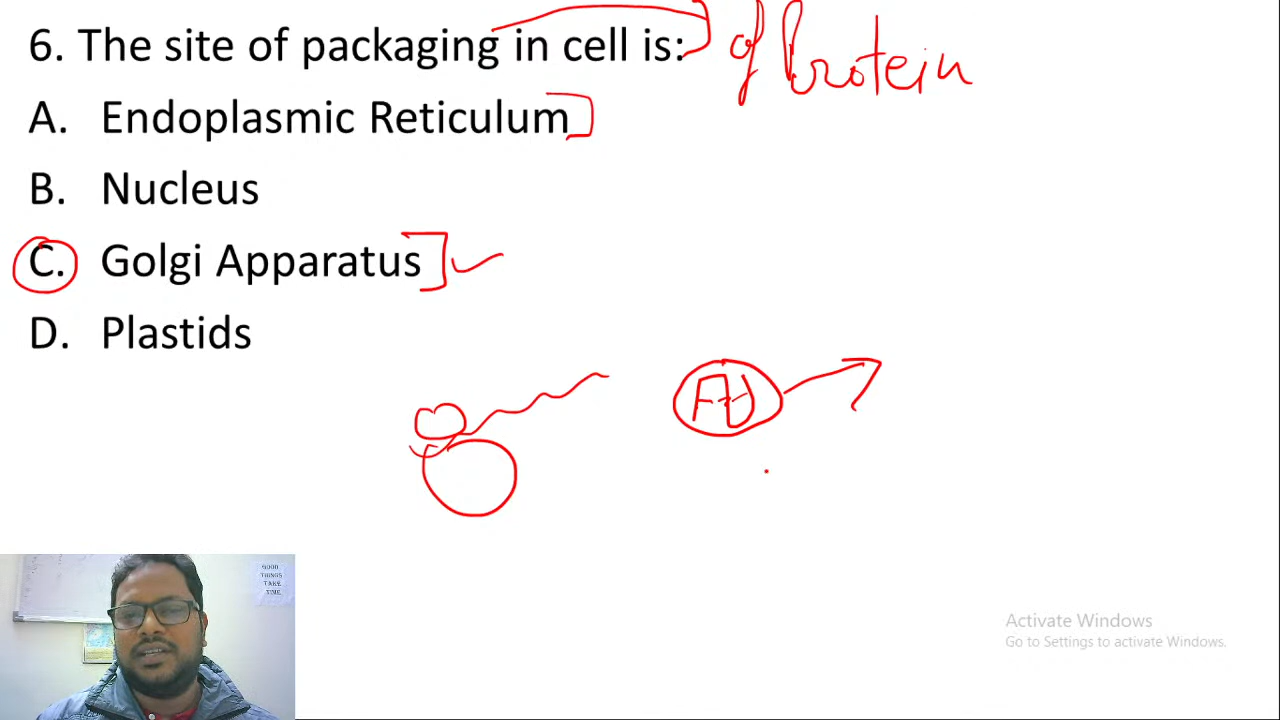 6. The site of packaging in cell is: of Protein
A. Endoplasmic Reticulum
B. Nucleus
C. Golgi Apparatus
D. Plastids
GOOD
THINGS
TAKE
TIME.
Activate Windows
Go to Settings to activate Windows.